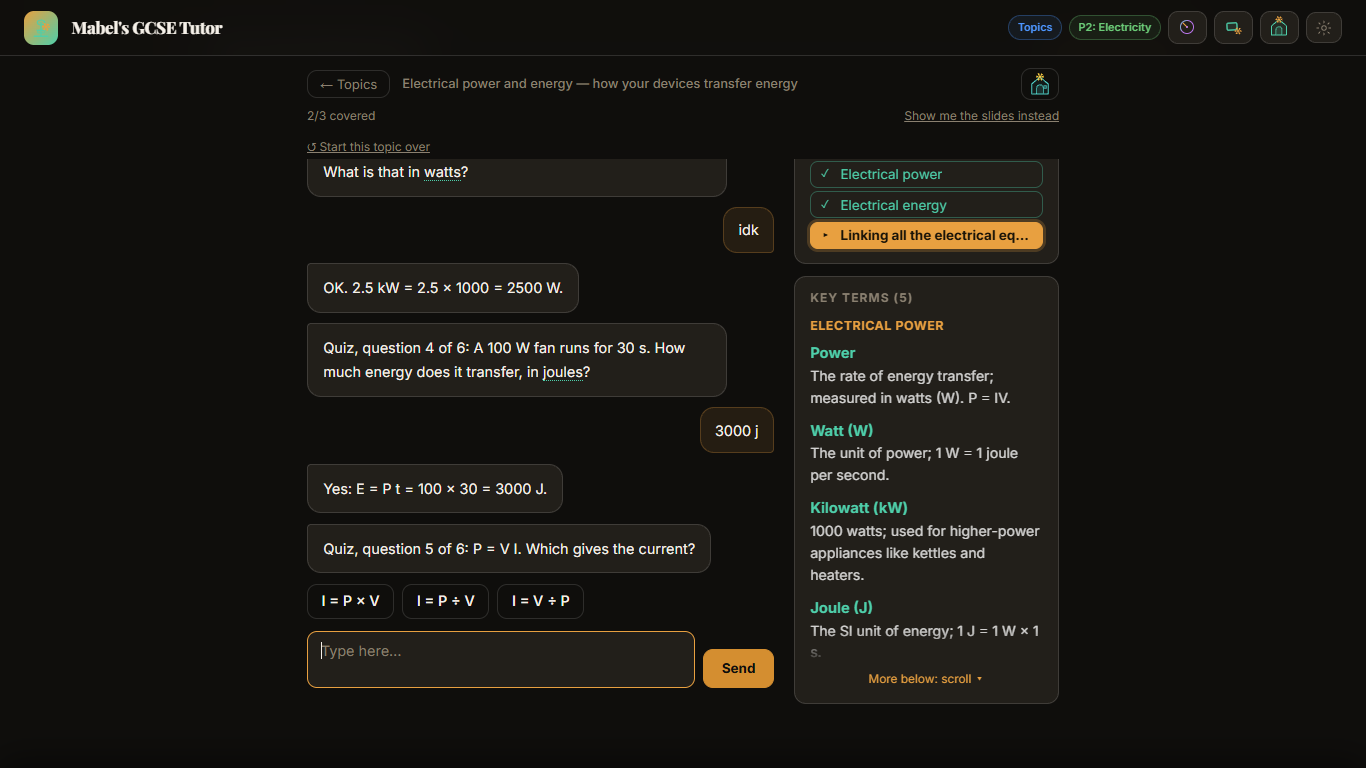 Mabel's GCSE Tutor
Topics
P2: Electricity
← Topics
Electrical power and energy — how your devices transfer energy
2/3 covered
Show me the slides instead
↺ Start this topic over
What is that in watts?
idk
OK. 2.5 kW = 2.5 × 1000 = 2500 W.
Quiz, question 4 of 6: A 100 W fan runs for 30 s. How
much energy does it transfer, in joules?
3000 j
Yes: E = P t = 100 × 30 = 3000 J.
Quiz, question 5 of 6: P = V I. Which gives the current?
I = P × V
I = P ÷ V
I = V ÷ P
Type here...
Send
✓ Electrical power
✓ Electrical energy
‣ Linking all the electrical eq...
KEY TERMS (5)
ELECTRICAL POWER
Power
The rate of energy transfer;
measured in watts (W). P = IV.
Watt (W)
The unit of power; 1 W = 1 joule
per second.
Kilowatt (kW)
1000 watts; used for higher-power
appliances like kettles and
heaters.
Joule (J)
The SI unit of energy; 1 J = 1 W × 1
s.
More below: scroll ▾